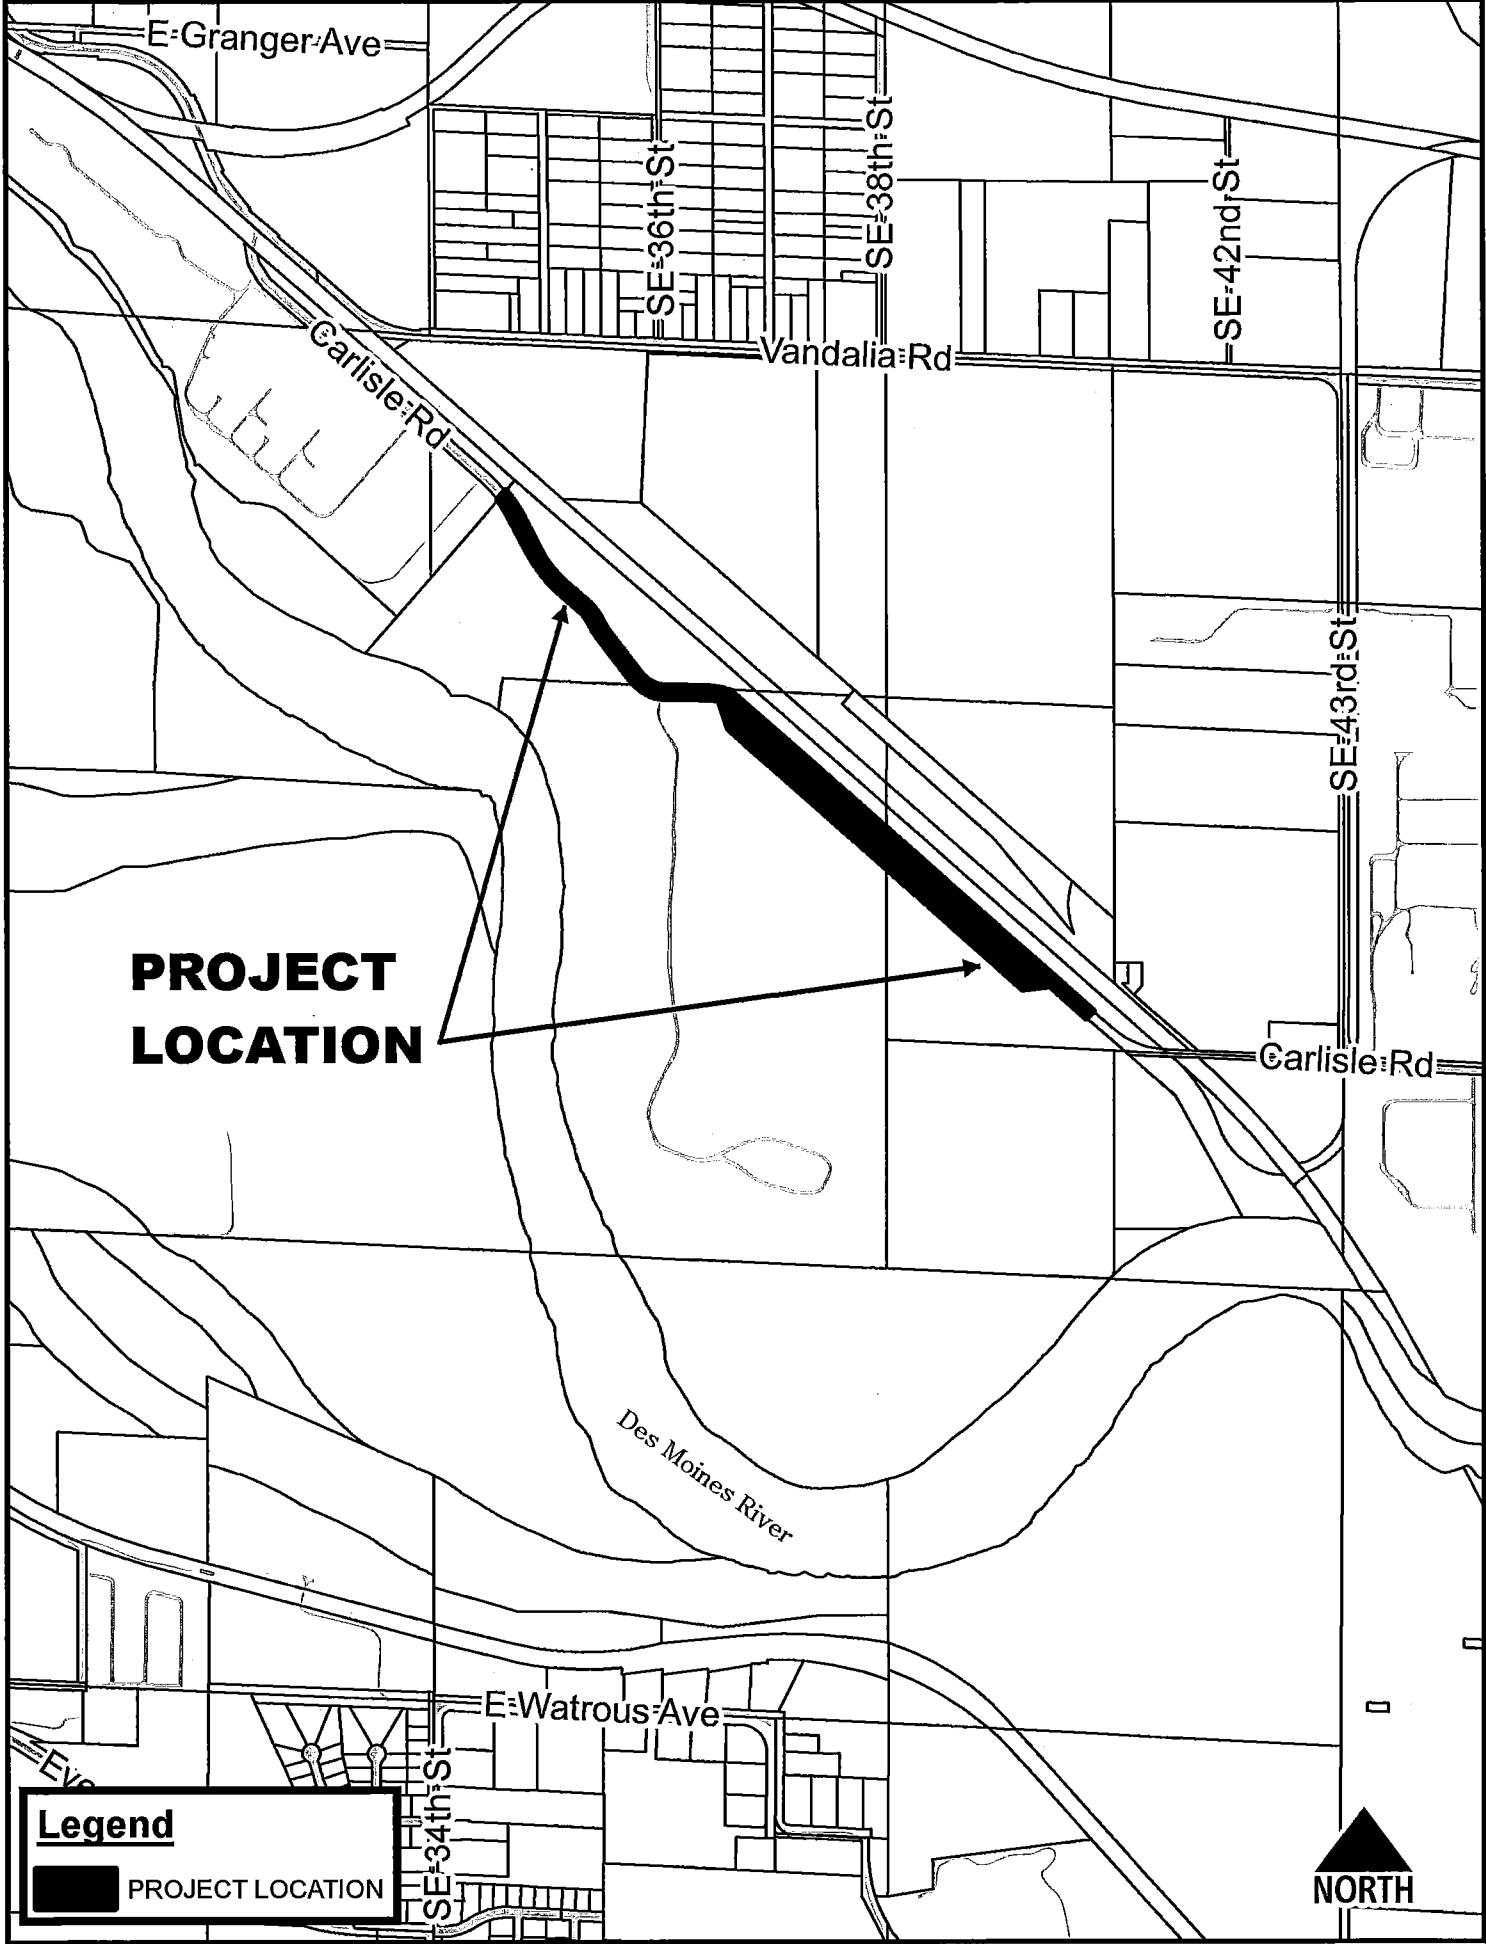 E Granger Ave
SE 36th St
SE 38th St
SE 42nd St
Carlisle Rd
Vandalia Rd
SE 43rd St
PROJECT
LOCATION
Carlisle Rd
Des Moines River
E Watrous Ave
SE 34th St
Legend
PROJECT LOCATION
NORTH